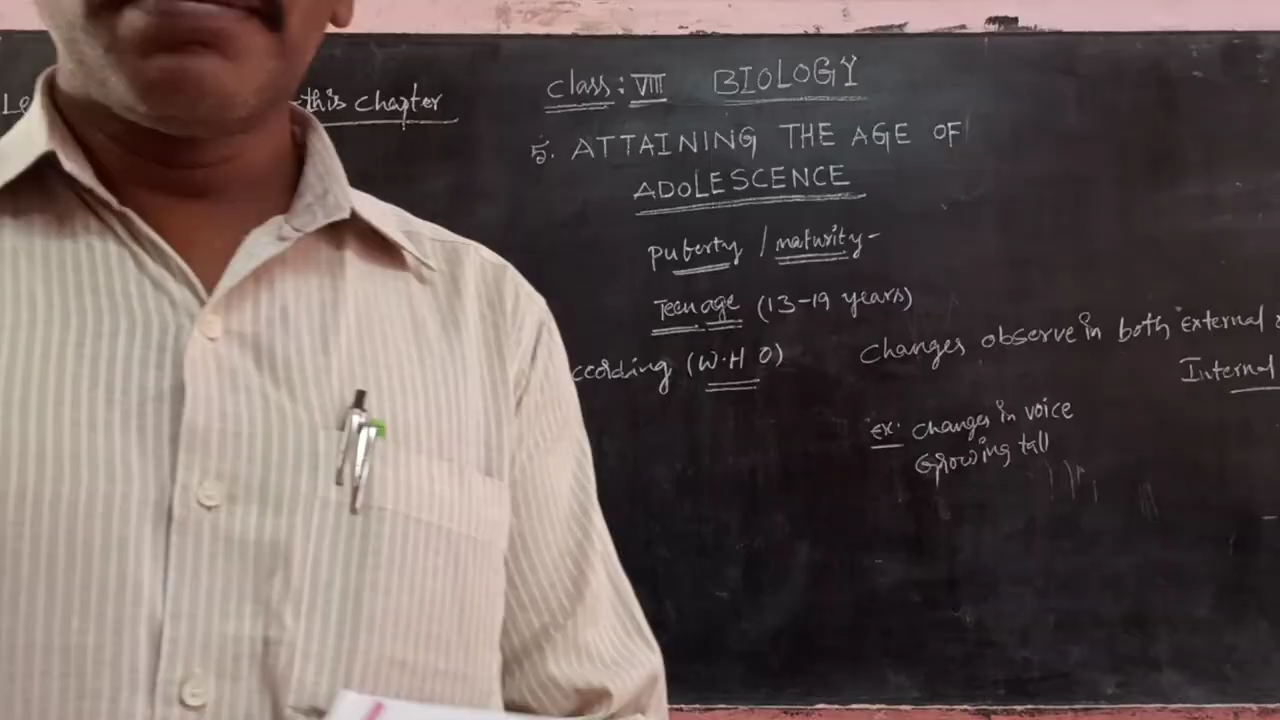 this chapter
class: VIII BIOLOGY
5. ATTAINING THE AGE OF
ADOLESCENCE
puberty / maturity-
Teenage (13-19 years)
ccording (W.H O)
changes observe in both external
Internal
Ex. changes in voice
Growing tall